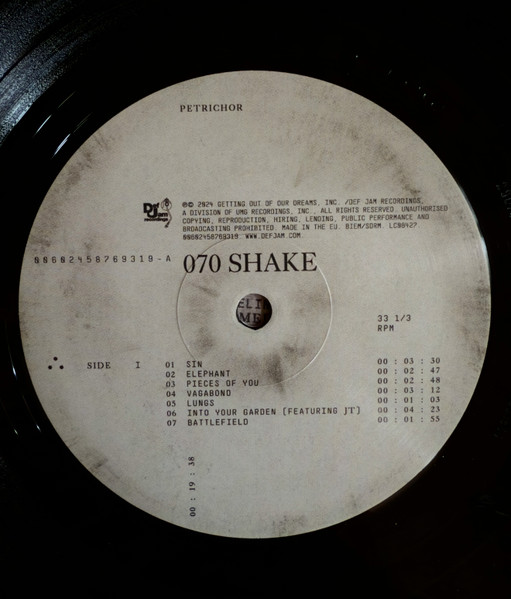 PETRICHOR
Def Jam recordings
℗© 2024 GETTING OUT OF OUR DREAMS, INC. /DEF JAM RECORDINGS,
A DIVISION OF UMG RECORDINGS, INC., ALL RIGHTS RESERVED. UNAUTHORISED
COPYING, REPRODUCTION, HIRING, LENDING, PUBLIC PERFORMANCE AND
BROADCASTING PROHIBITED. MADE IN THE EU. BIEM/SDRM. LC00427
00602458769319. WWW.DEFJAM.COM.
00602458769319-A
070 SHAKE
33 1/3
RPM
SIDE I
01 SIN 00 : 03 : 30
02 ELEPHANT 00 : 02 : 47
03 PIECES OF YOU 00 : 02 : 48
04 VAGABOND 00 : 03 : 12
05 LUNGS 00 : 01 : 03
06 INTO YOUR GARDEN [FEATURING JT] 00 : 04 : 23
07 BATTLEFIELD 00 : 01 : 55
00 : 19 : 38